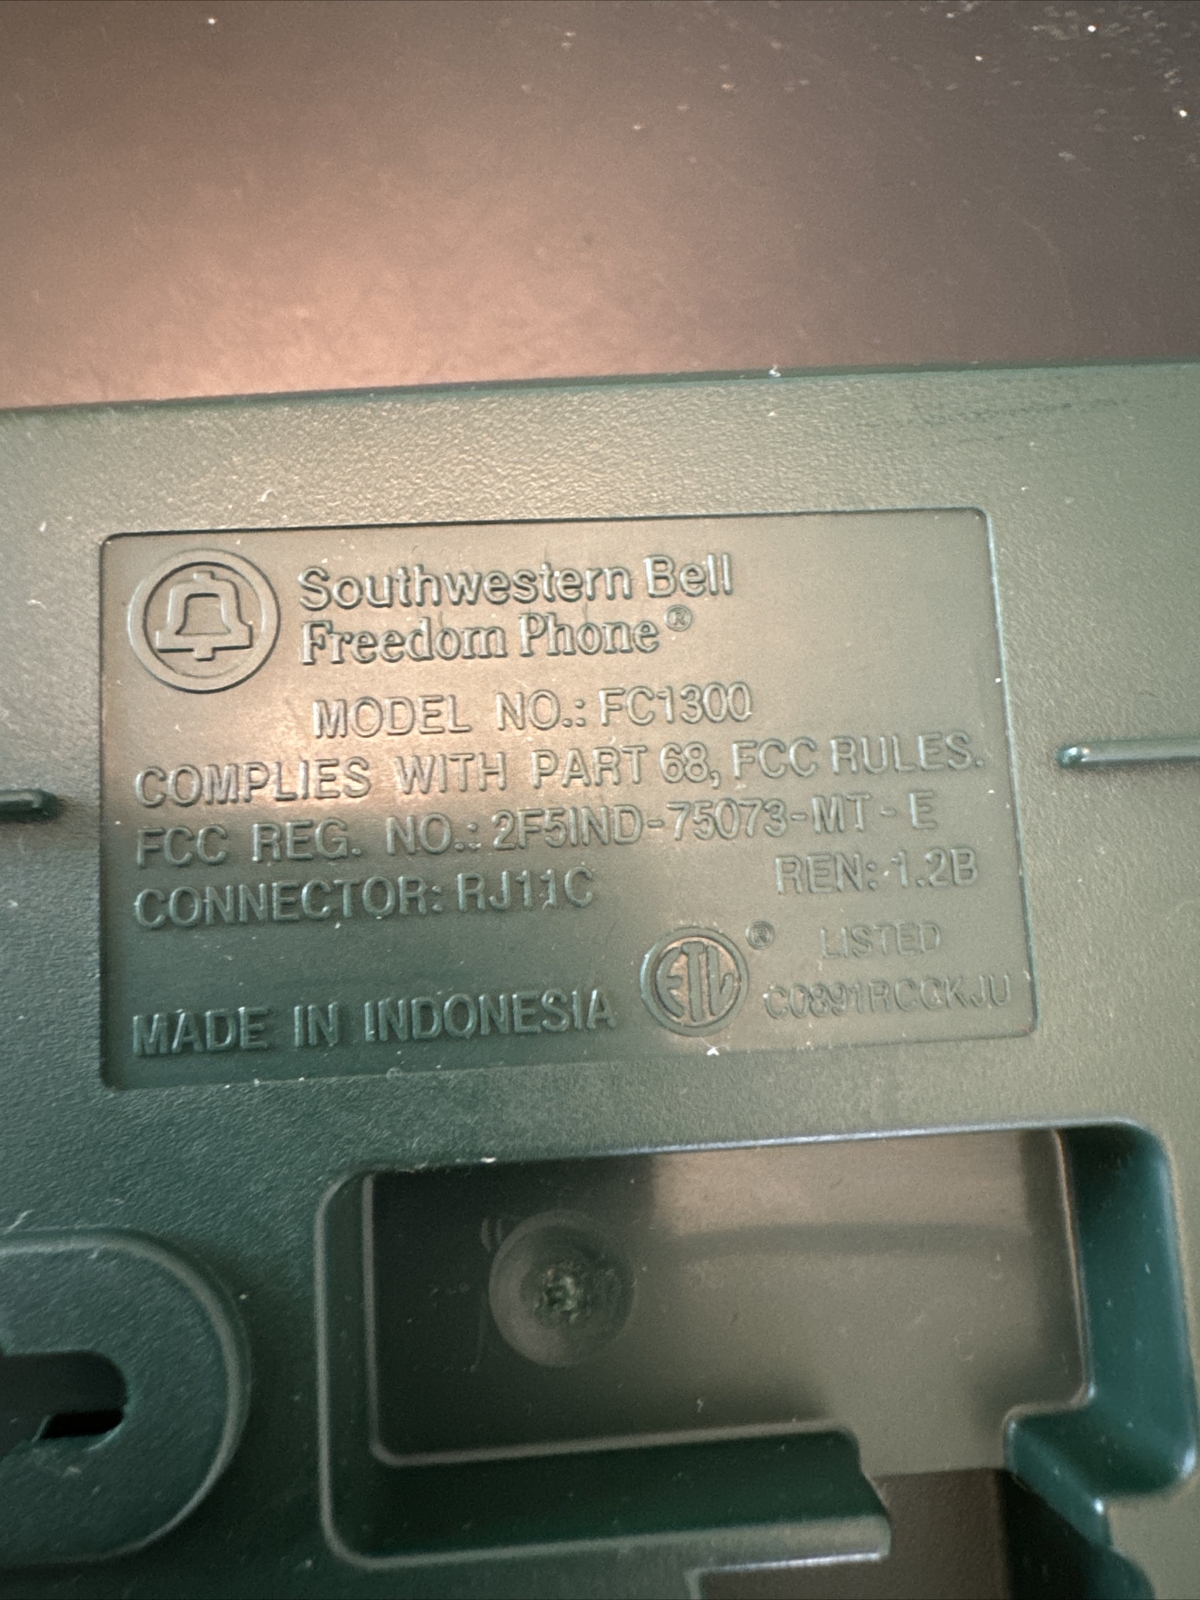 Southwestern Bell
Freedom Phone®
MODEL NO.: FC1300
COMPLIES WITH PART 68, FCC RULES.
FCC REG. NO.: 2F5IND-75073-MT-E
CONNECTOR: RJ11C REN: 1.2B
ETL ® LISTED
MADE IN INDONESIA